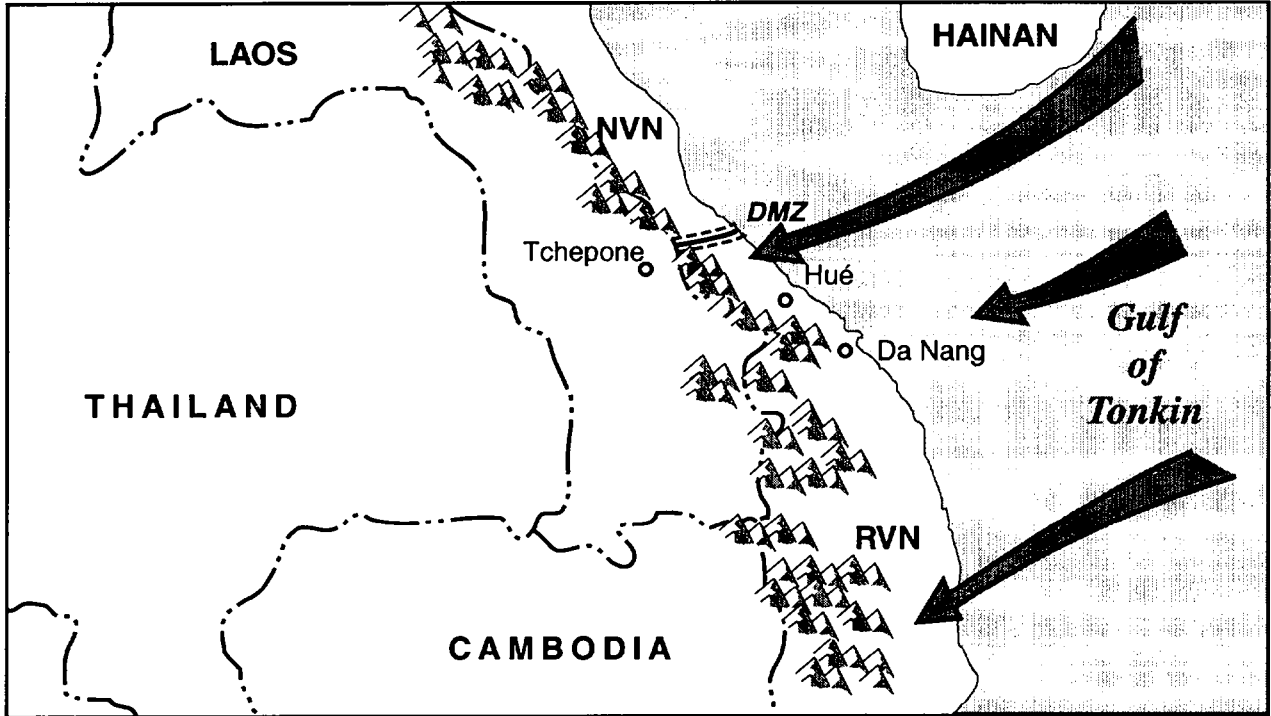 LAOS
HAINAN
NVN
DMZ
Tchepone
Hué
Gulf
of
Tonkin
Da Nang
THAILAND
RVN
CAMBODIA